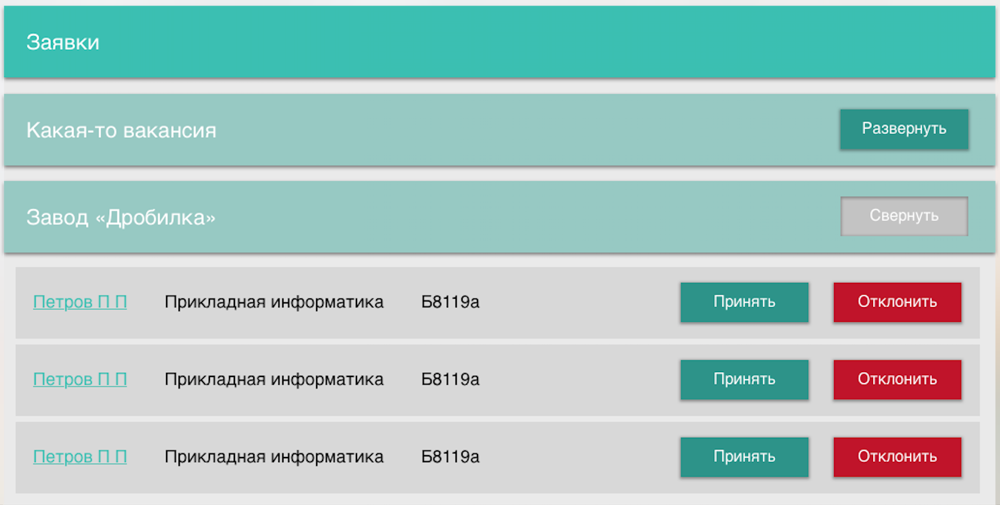 Заявки
Какая-то вакансия Развернуть
Завод «Дробилка» Свернуть
Петров П П Прикладная информатика Б8119а Принять Отклонить
Петров П П Прикладная информатика Б8119а Принять Отклонить
Петров П П Прикладная информатика Б8119а Принять Отклонить